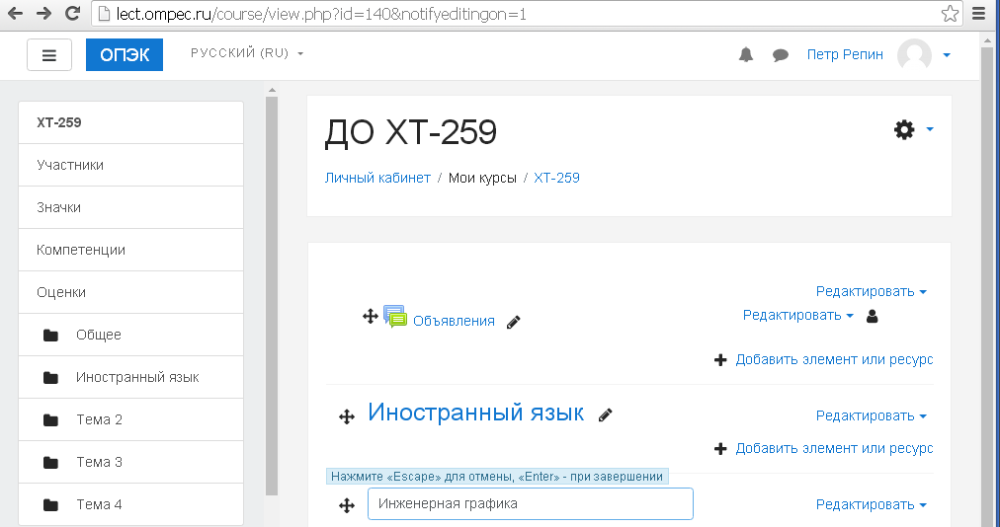 lect.ompec.ru/course/view.php?id=140&notifyeditingon=1
ОПЭК РУССКИЙ (RU) Петр Репин
ХТ-259
Участники
Значки
Компетенции
Оценки
Общее
Иностранный язык
Тема 2
Тема 3
Тема 4
ДО ХТ-259
Личный кабинет / Мои курсы / ХТ-259
Редактировать
Объявления Редактировать
Добавить элемент или ресурс
Иностранный язык Редактировать
Добавить элемент или ресурс
Нажмите «Escape» для отмены, «Enter» - при завершении
Инженерная графика Редактировать